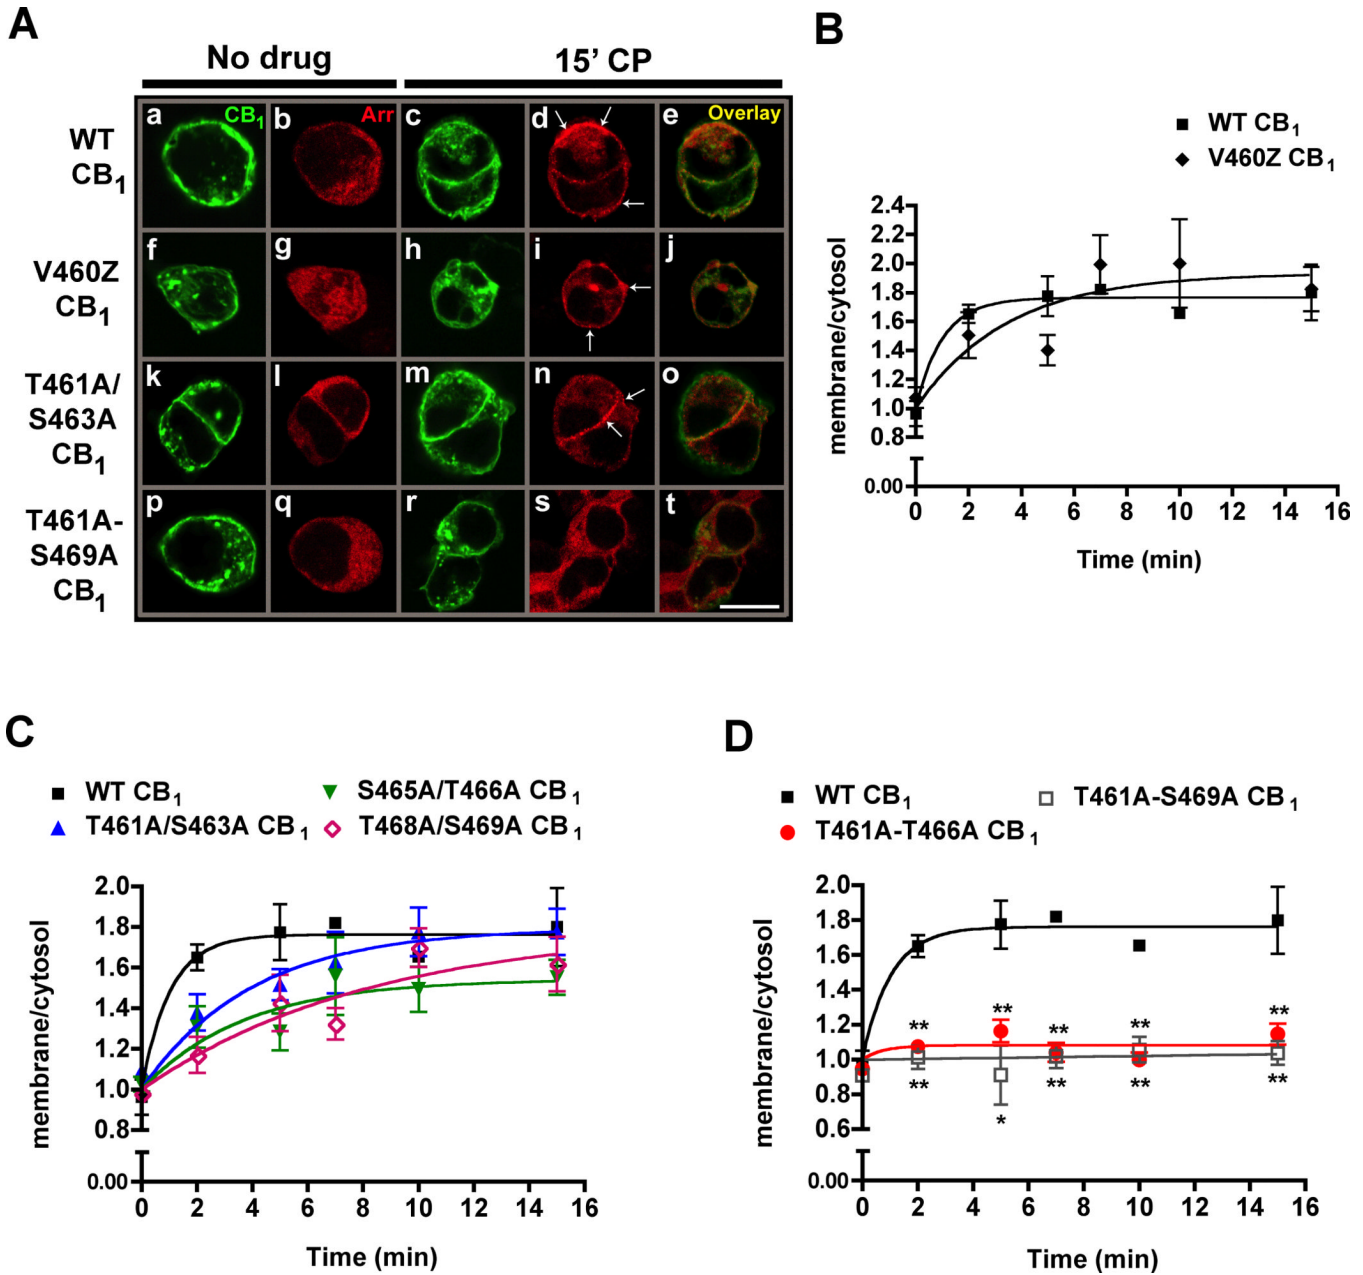 A
No drug
15' CP
WT
CB1
a
CB1
b
Arr
c
d
e
Overlay
V460Z
CB1
f
g
h
i
j
T461A/
S463A
CB1
k
l
m
n
o
T461A-
S469A
CB1
p
q
r
s
t
B
WT CB1
V460Z CB1
membrane/cytosol
2.4
2.2
2.0
1.8
1.6
1.4
1.2
1.0
0.8
0.00
0 2 4 6 8 10 12 14 16
Time (min)
C
WT CB1
S465A/T466A CB1
T461A/S463A CB1
T468A/S469A CB1
membrane/cytosol
2.0
1.8
1.6
1.4
1.2
1.0
0.8
0.00
0 2 4 6 8 10 12 14 16
Time (min)
D
WT CB1
T461A-S469A CB1
T461A-T466A CB1
membrane/cytosol
2.0
1.8
1.6
1.4
1.2
1.0
0.8
0.6
0.00
** ** ** ** **
** * ** ** **
0 2 4 6 8 10 12 14 16
Time (min)